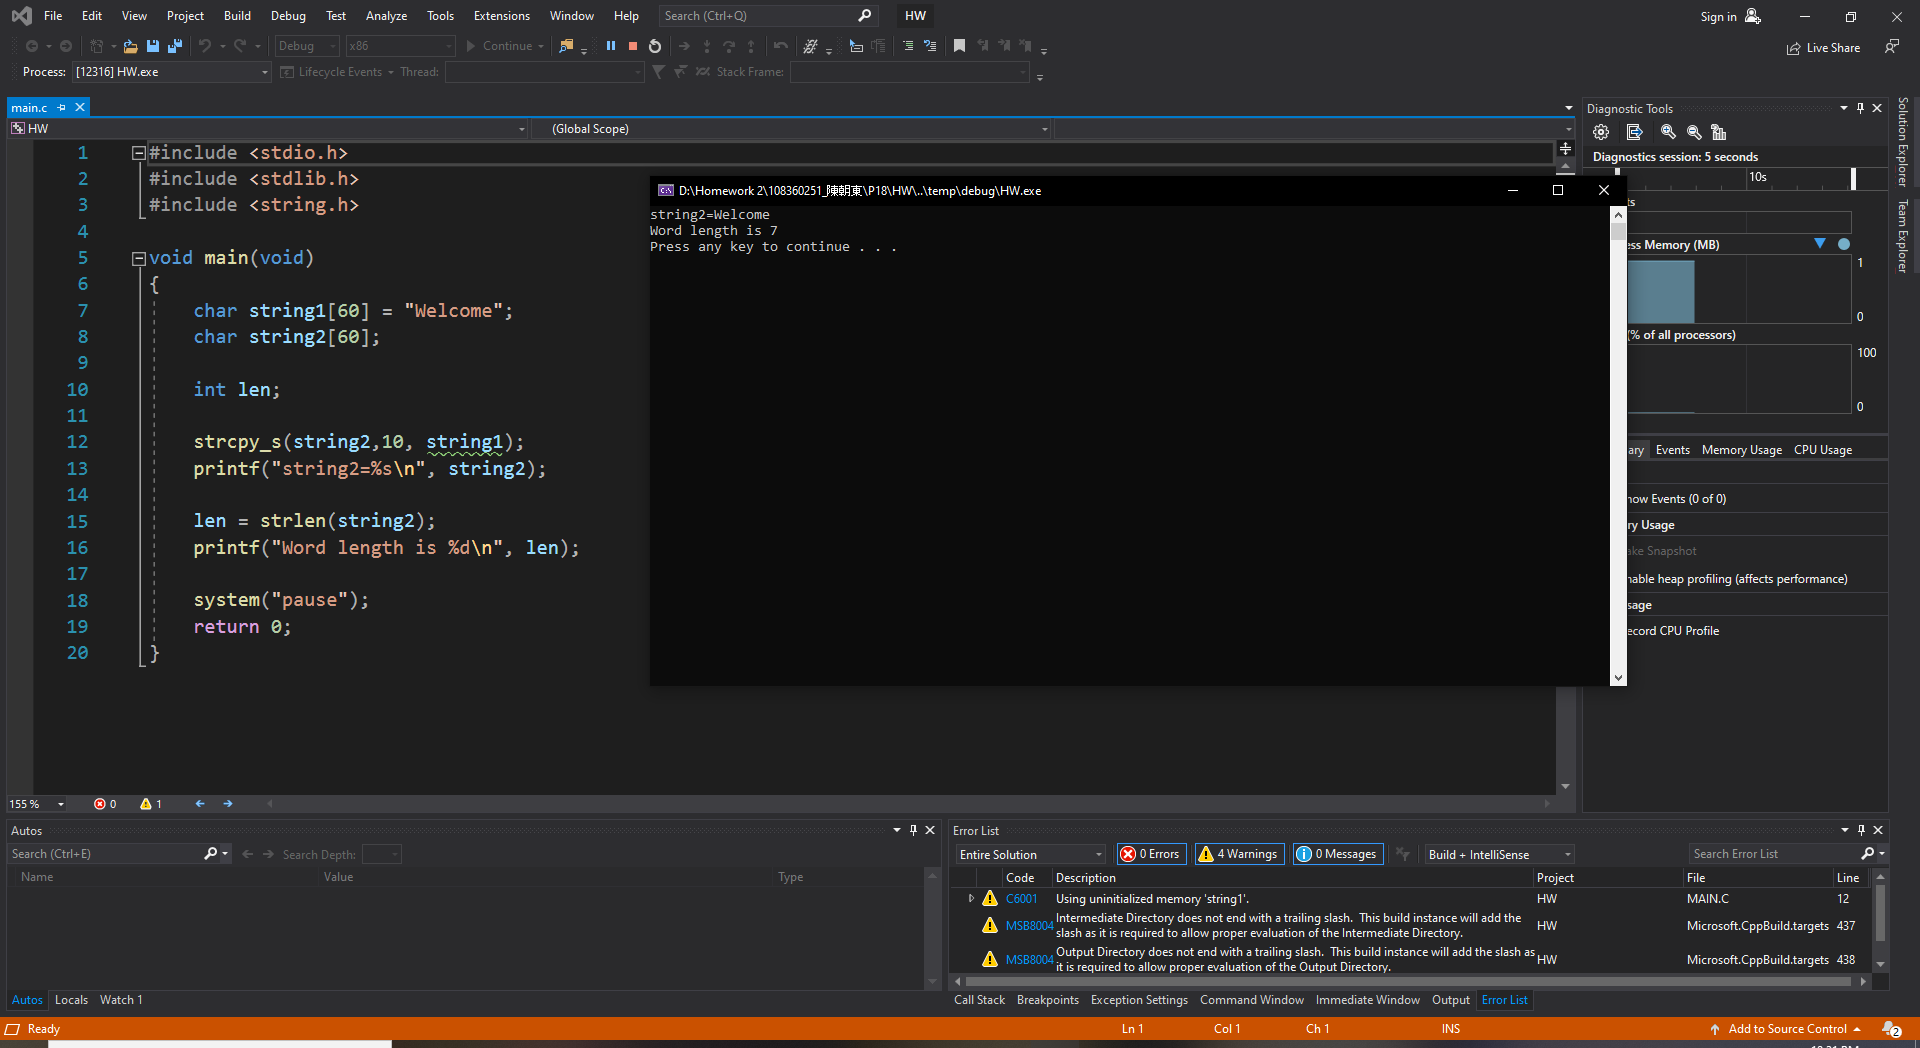 File Edit View Project Build Debug Test Analyze Tools Extensions Window Help Search (Ctrl+Q) HW Sign in
Debug x86 Continue Live Share
Process: [12316] HW.exe Lifecycle Events Thread: Stack Frame:
main.c
HW (Global Scope)
1 #include <stdio.h>
2 #include <stdlib.h>
3 #include <string.h>
4
5 void main(void)
6 {
7 char string1[60] = "Welcome";
8 char string2[60];
9
10 int len;
11
12 strcpy_s(string2,10, string1);
13 printf("string2=%s\n", string2);
14
15 len = strlen(string2);
16 printf("Word length is %d\n", len);
17
18 system("pause");
19 return 0;
20 }
D:\Homework 2\108360251_陳朝東\P18\HW\..\temp\debug\HW.exe
string2=Welcome
Word length is 7
Press any key to continue . . .
Diagnostic Tools
Diagnostics session: 5 seconds
10s
ts
ess Memory (MB)
1
0
(% of all processors)
100
0
ary Events Memory Usage CPU Usage
how Events (0 of 0)
ry Usage
ake Snapshot
nable heap profiling (affects performance)
sage
ecord CPU Profile
Solution Explorer
Team Explorer
155 % 0 1
Autos
Search (Ctrl+E) Search Depth:
Name Value Type
Autos Locals Watch 1
Error List
Entire Solution 0 Errors 4 Warnings 0 Messages Build + IntelliSense Search Error List
Code Description Project File Line
C6001 Using uninitialized memory 'string1'. HW MAIN.C 12
MSB8004 Intermediate Directory does not end with a trailing slash. This build instance will add the slash as it is required to allow proper evaluation of the Intermediate Directory. HW Microsoft.CppBuild.targets 437
MSB8004 Output Directory does not end with a trailing slash. This build instance will add the slash as it is required to allow proper evaluation of the Output Directory. HW Microsoft.CppBuild.targets 438
Call Stack Breakpoints Exception Settings Command Window Immediate Window Output Error List
Ready Ln 1 Col 1 Ch 1 INS Add to Source Control 2